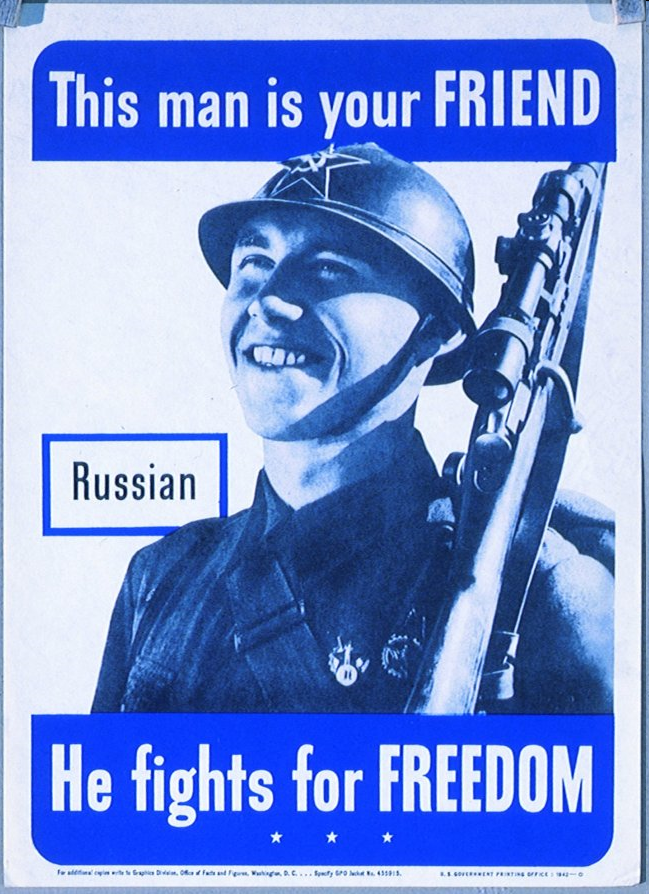 This man is your FRIEND
Russian
He fights for FREEDOM
For additional copies write to Graphics Division, Office of Facts and Figures, Washington, D. C. . . . . Specify GPO Jacket No. 435915.
U. S. GOVERNMENT PRINTING OFFICE : 1942—O